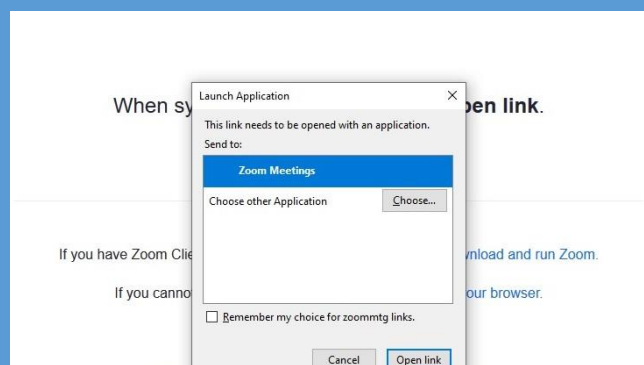 When sy
pen link.
Launch Application
This link needs to be opened with an application.
Send to:
Zoom Meetings
Choose other Application
Choose...
If you have Zoom Clie
nload and run Zoom.
If you canno
our browser.
Remember my choice for zoommtg links.
Cancel
Open link